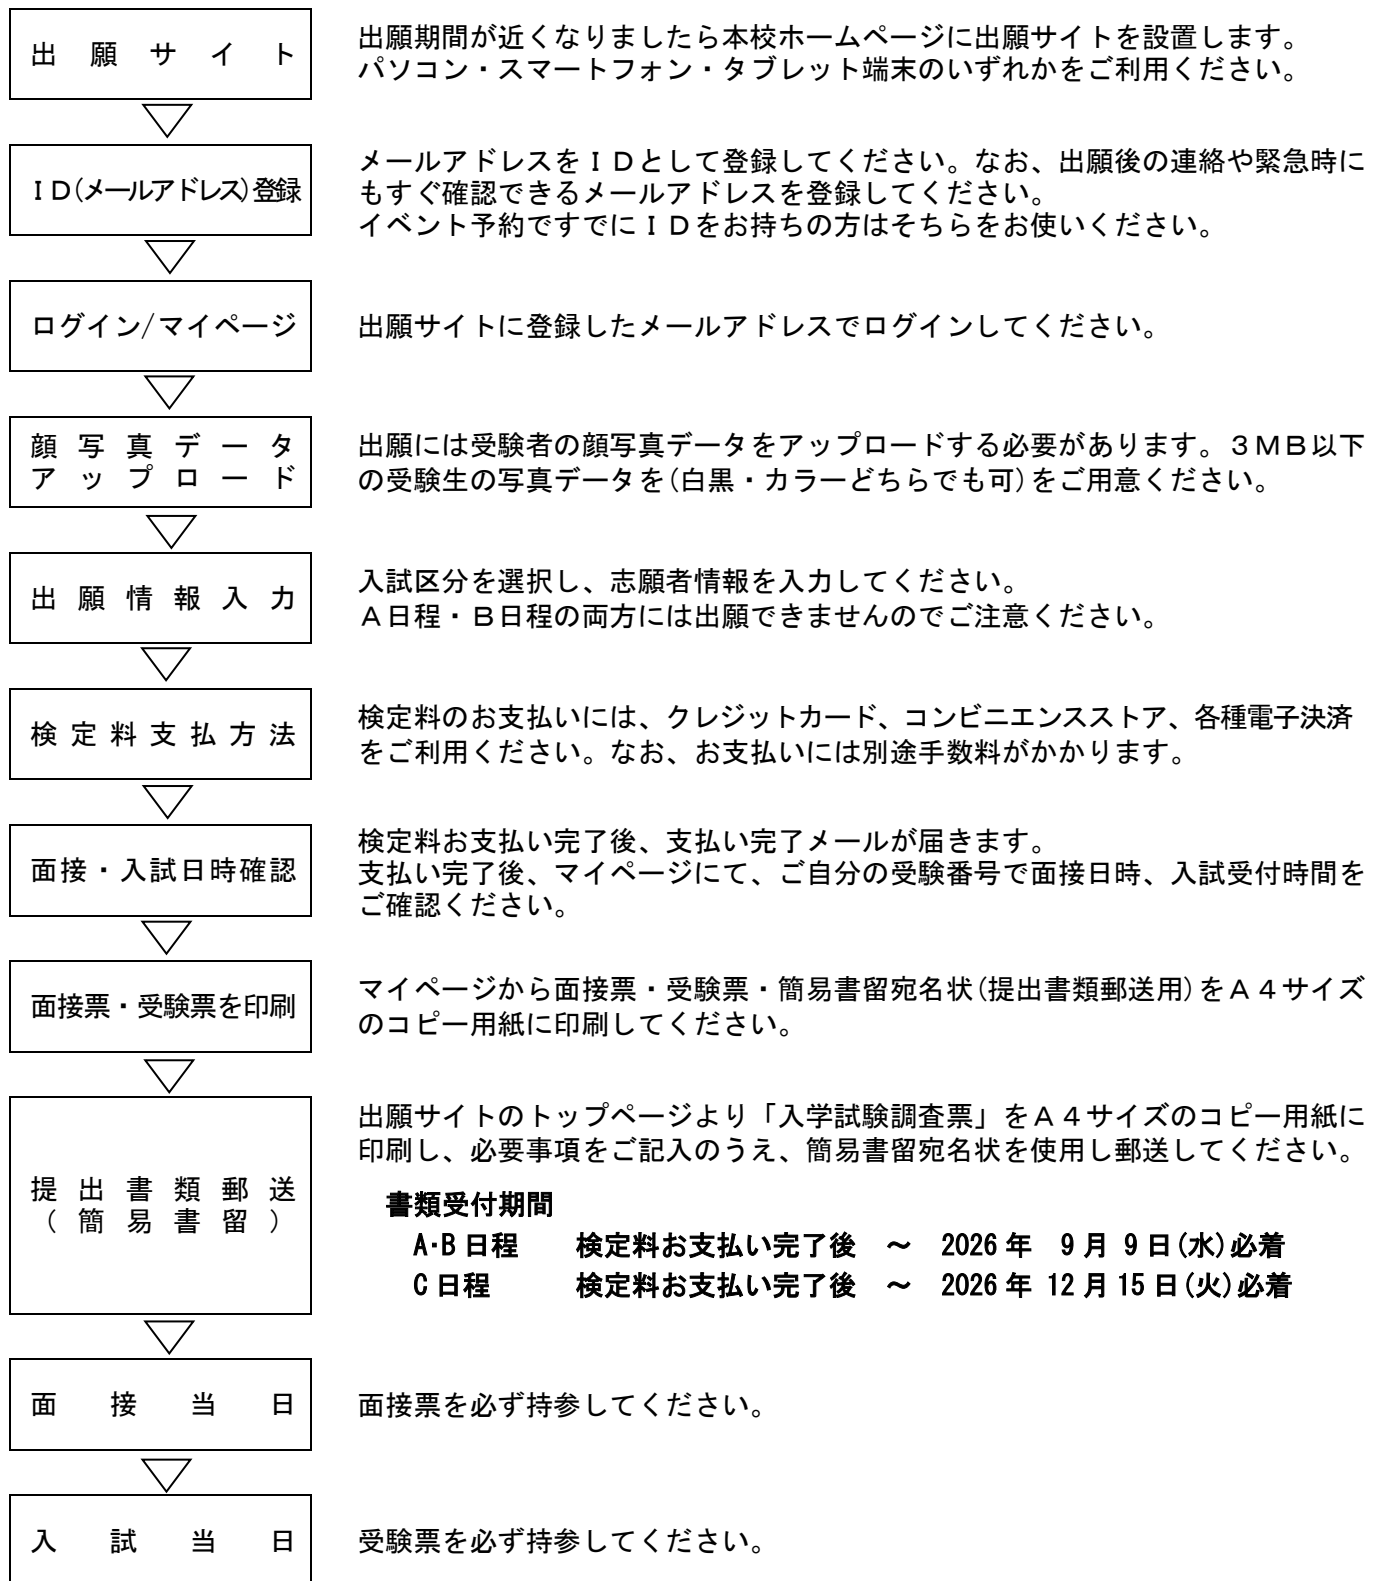 出願サイト
出願期間が近くなりましたら本校ホームページに出願サイトを設置します。
パソコン・スマートフォン・タブレット端末のいずれかをご利用ください。
ＩＤ(メールアドレス)登録
メールアドレスをＩＤとして登録してください。なお、出願後の連絡や緊急時に
もすぐ確認できるメールアドレスを登録してください。
イベント予約ですでにＩＤをお持ちの方はそちらをお使いください。
ログイン/マイページ
出願サイトに登録したメールアドレスでログインしてください。
顔写真データ
アップロード
出願には受験者の顔写真データをアップロードする必要があります。３ＭＢ以下
の受験生の写真データを(白黒・カラーどちらでも可)をご用意ください。
出願情報入力
入試区分を選択し、志願者情報を入力してください。
Ａ日程・Ｂ日程の両方には出願できませんのでご注意ください。
検定料支払方法
検定料のお支払いには、クレジットカード、コンビニエンスストア、各種電子決済
をご利用ください。なお、お支払いには別途手数料がかかります。
面接・入試日時確認
検定料お支払い完了後、支払い完了メールが届きます。
支払い完了後、マイページにて、ご自分の受験番号で面接日時、入試受付時間を
ご確認ください。
面接票・受験票を印刷
マイページから面接票・受験票・簡易書留宛名状(提出書類郵送用)をＡ４サイズ
のコピー用紙に印刷してください。
提出書類郵送
（簡易書留）
出願サイトのトップページより「入学試験調査票」をＡ４サイズのコピー用紙に
印刷し、必要事項をご記入のうえ、簡易書留宛名状を使用し郵送してください。
書類受付期間
A･B日程　検定料お支払い完了後　～　2026年　9月 9日(水)必着
C日程　検定料お支払い完了後　～　2026年 12月15日(火)必着
面接当日
面接票を必ず持参してください。
入試当日
受験票を必ず持参してください。